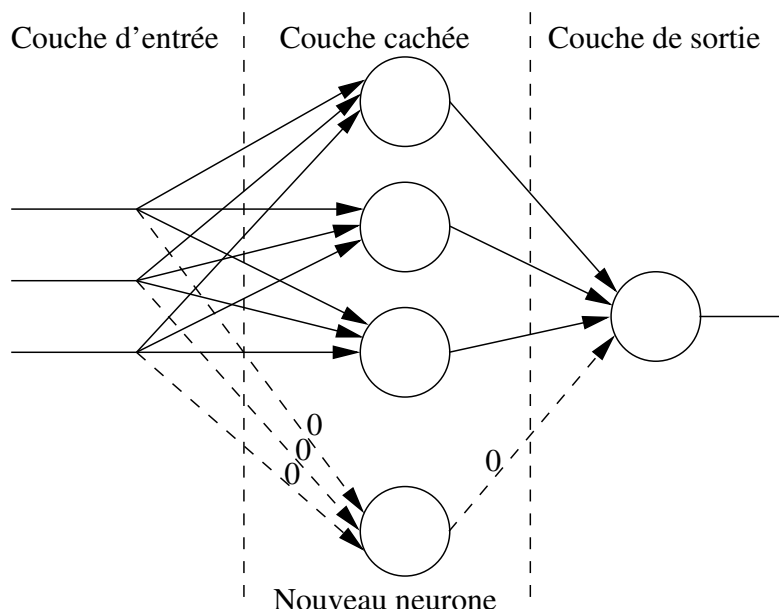 Couche d'entrée
Couche cachée
Couche de sortie
0
0
0
0
Nouveau neurone